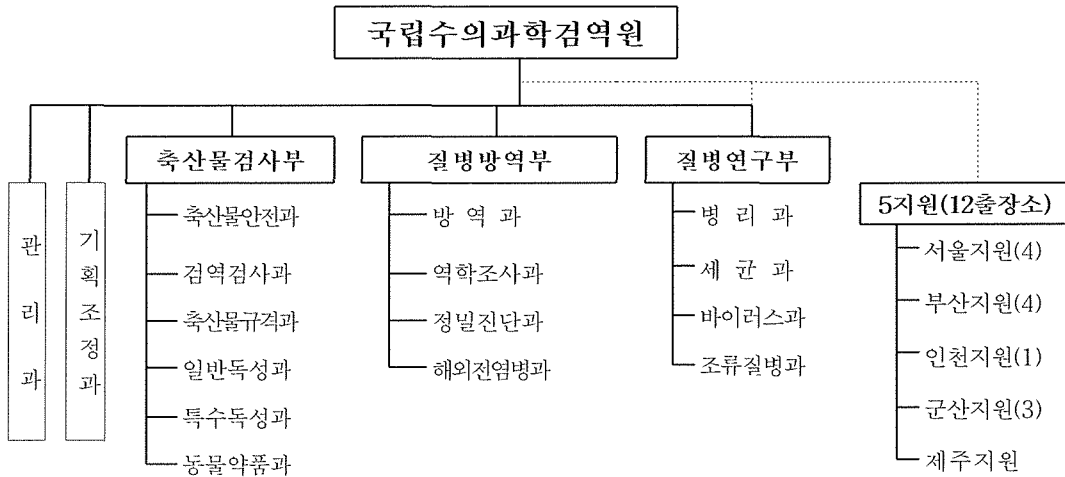 국립수의과학검역원
관리과
기획조정과
축산물검사부
축산물안전과
검역검사과
축산물규격과
일반독성과
특수독성과
동물약품과
질병방역부
방 역 과
역학조사과
정밀진단과
해외전염병과
질병연구부
병 리 과
세 균 과
바이러스과
조류질병과
5지원(12출장소)
서울지원(4)
부산지원(4)
인천지원(1)
군산지원(3)
제주지원